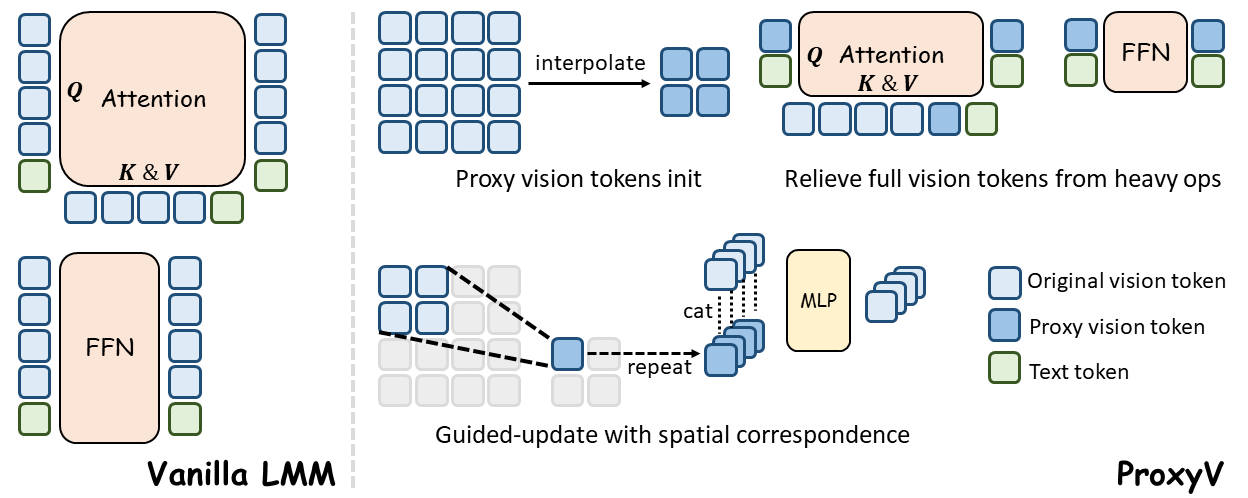 Q
Attention
K & V
FFN
Vanilla LMM
interpolate
Proxy vision tokens init
Q Attention
K & V
FFN
Relieve full vision tokens from heavy ops
cat
repeat
MLP
Guided-update with spatial correspondence
Original vision token
Proxy vision token
Text token
ProxyV